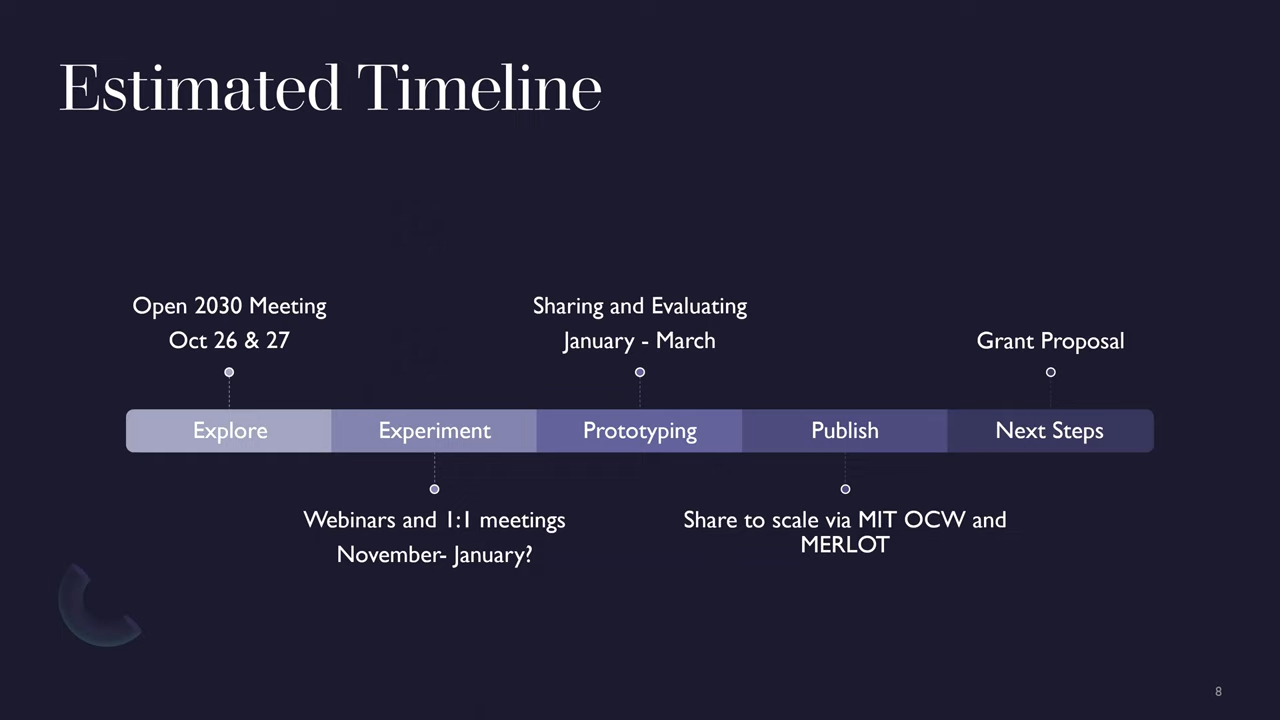 Estimated Timeline
Open 2030 Meeting
Oct 26 & 27
Sharing and Evaluating
January - March
Grant Proposal
Explore
Experiment
Prototyping
Publish
Next Steps
Webinars and 1:1 meetings
November- January?
Share to scale via MIT OCW and
MERLOT
8